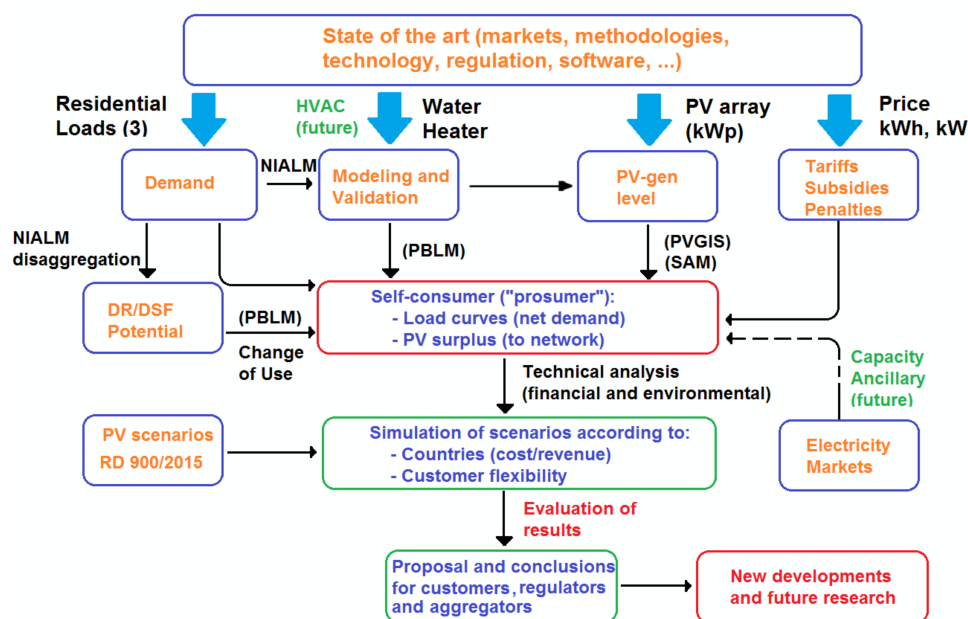 State of the art (markets, methodologies,
technology, regulation, software, ...)
Residential
Loads (3)
HVAC
(future)
Water
Heater
PV array
(kWp)
Price
kWh, kW
Demand
NIALM
Modeling and
Validation
PV-gen
level
Tariffs
Subsidies
Penalties
NIALM
disaggregation
(PBLM)
(PVGIS)
(SAM)
DR/DSF
Potential
(PBLM)
Change
of Use
Self-consumer ("prosumer"):
- Load curves (net demand)
- PV surplus (to network)
Capacity
Ancillary
(future)
Technical analysis
(financial and environmental)
PV scenarios
RD 900/2015
Simulation of scenarios according to:
- Countries (cost/revenue)
- Customer flexibility
Electricity
Markets
Evaluation of
results
Proposal and conclusions
for customers, regulators
and aggregators
New developments
and future research